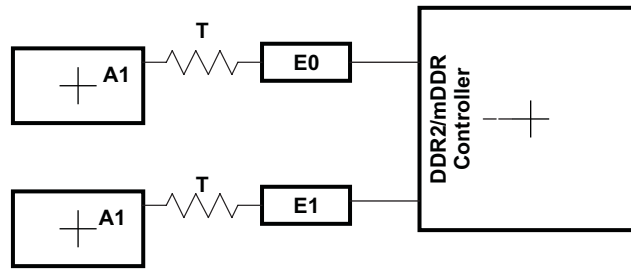 T
A1
E0
DDR2/mDDR
Controller
T
A1
E1